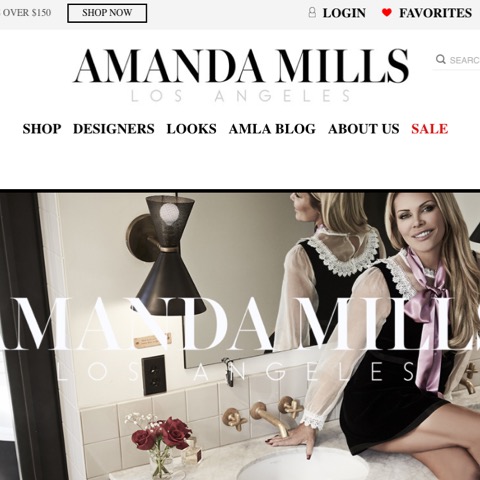 OVER $150 SHOP NOW LOGIN FAVORITES
AMANDA MILLS
LOS ANGELES
SEARC
SHOP DESIGNERS LOOKS AMLA BLOG ABOUT US SALE
AMANDA MILLS
LOS ANGELES